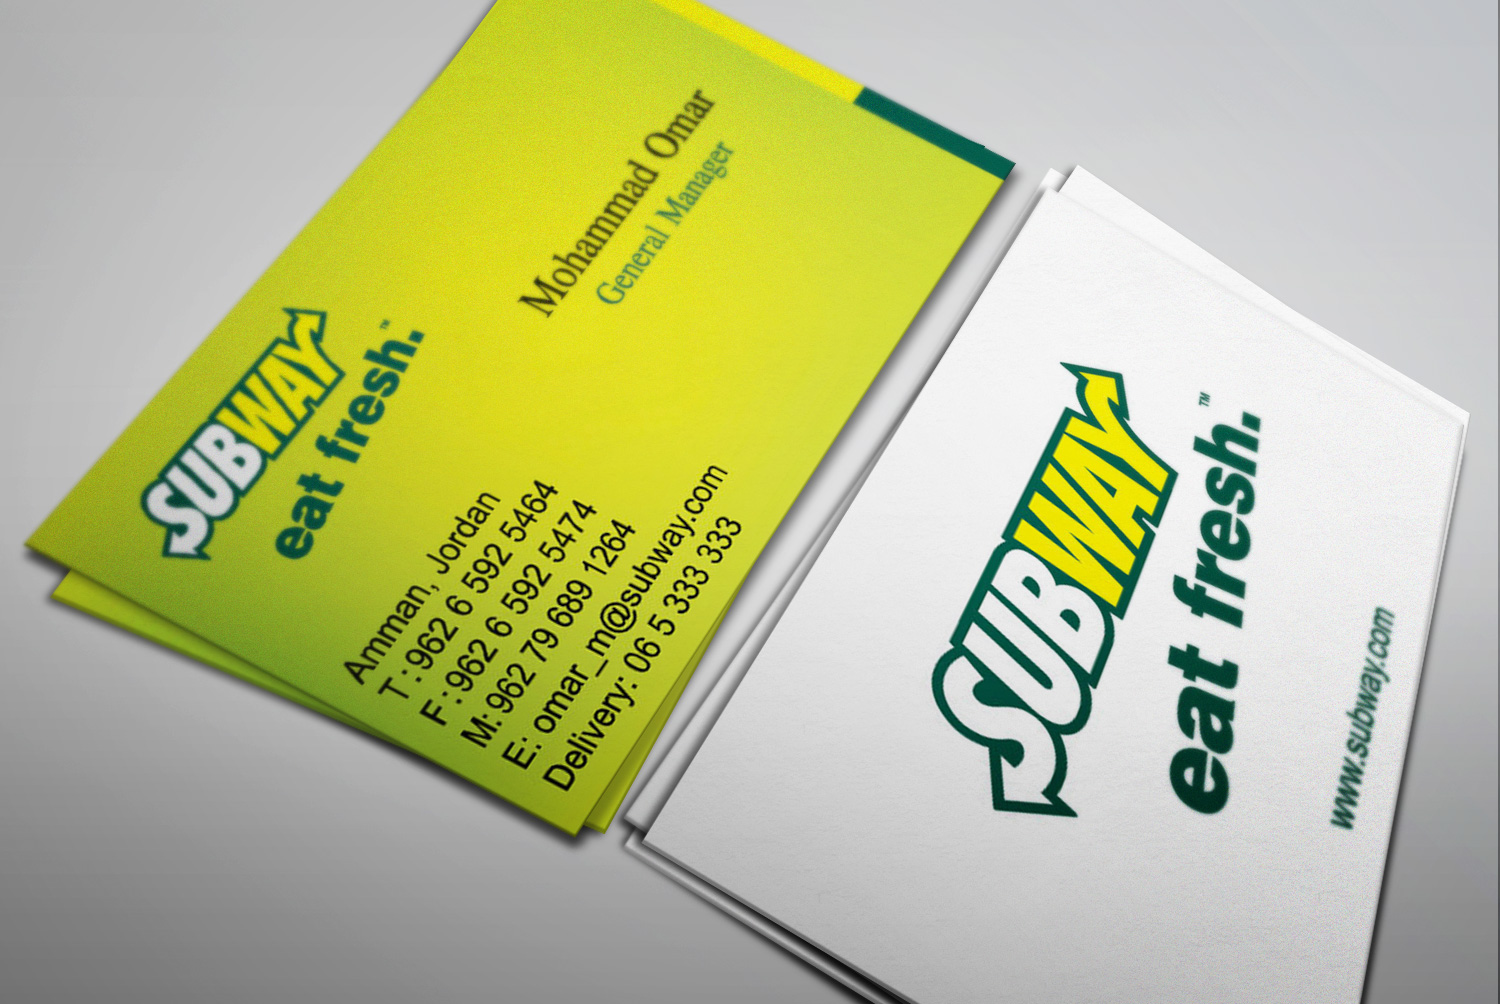 SUBWAY
eat fresh.™
Mohammad Omar
General Manager
Amman, Jordan
T : 962 6 592 5464
F : 962 6 592 5474
M: 962 79 689 1264
E: omar_m@subway.com
Delivery: 06 5 333 333
SUBWAY
eat fresh.™
www.subway.com